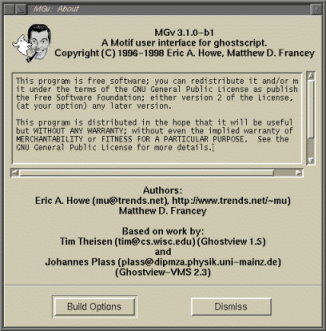 MGv: About
MGv 3.1.0-b1
A Motif user interface for ghostscript.
Copyright (C) 1996-1998 Eric A. Howe, Matthew D. Francey
This program is free software; you can redistribute it and/or m
it under the terms of the GNU General Public License as publish
the Free Software Foundation; either version 2 of the License,
(at your option) any later version.
This program is distributed in the hope that it will be useful
but WITHOUT ANY WARRANTY; without even the implied warranty of
MERCHANTABILITY or FITNESS FOR A PARTICULAR PURPOSE.  See the
GNU General Public License for more details.
Authors:
Eric A. Howe (mu@trends.net), http://www.trends.net/~mu)
Matthew D. Francey
Based on work by:
Tim Theisen (tim@cs.wisc.edu) (Ghostview 1.5)
and
Johannes Plass (plass@dipmza.physik.uni-mainz.de)
(Ghostview-VMS 2.3)
Build Options
Dismiss